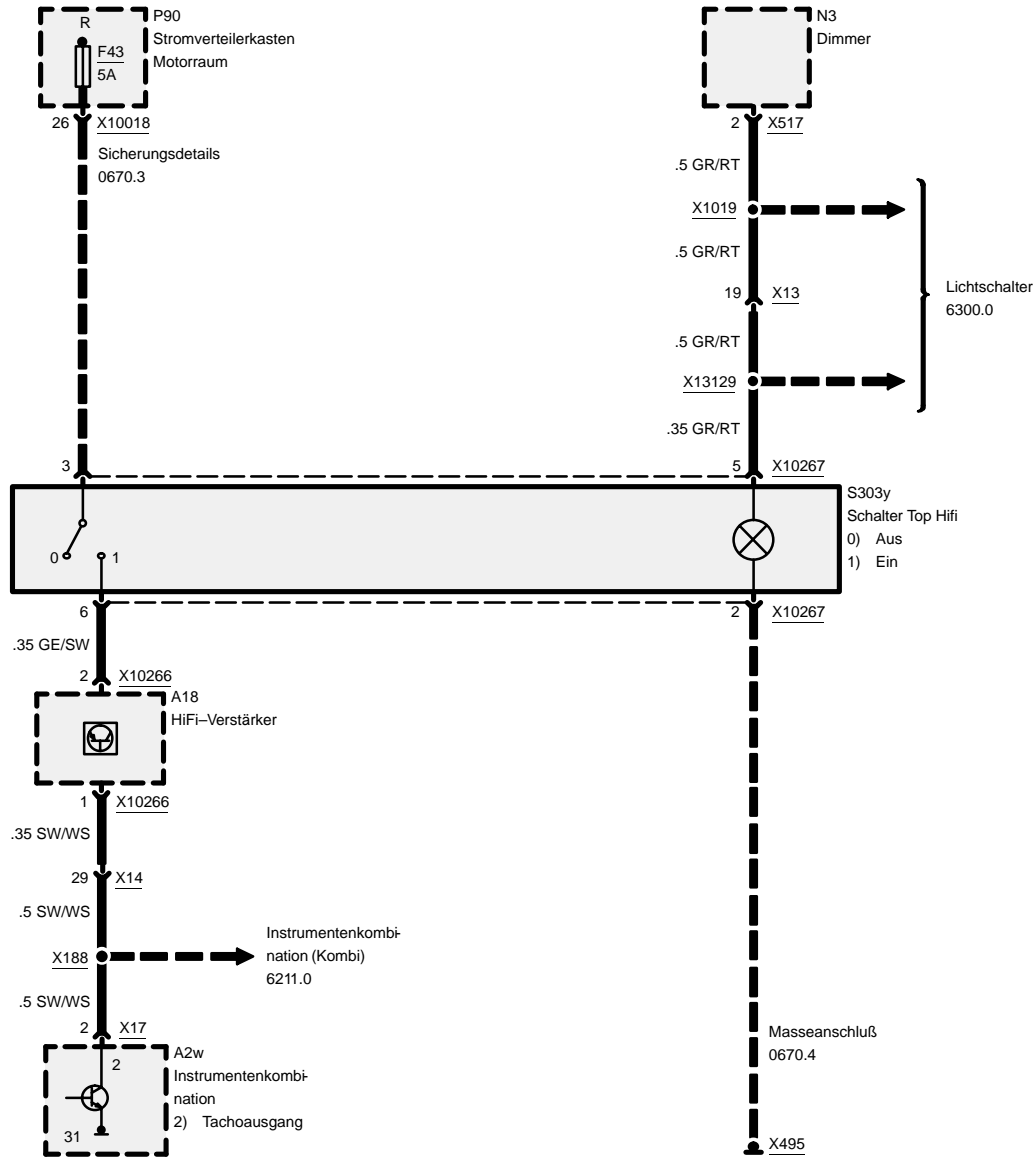 R
F43
5A
P90
Stromverteilerkasten
Motorraum
26 X10018
Sicherungsdetails
0670.3
N3
Dimmer
2 X517
.5 GR/RT
X1019
.5 GR/RT
19 X13
.5 GR/RT
X13129
.35 GR/RT
Lichtschalter
6300.0
3
5 X10267
0 1
S303y
Schalter Top Hifi
0) Aus
1) Ein
6
2 X10267
.35 GE/SW
2 X10266
A18
HiFi–Verstärker
1 X10266
.35 SW/WS
29 X14
.5 SW/WS
X188
Instrumentenkombi-
nation (Kombi)
6211.0
.5 SW/WS
2 X17
2
31
A2w
Instrumentenkombi-
nation
2) Tachoausgang
Masseanschluß
0670.4
X495